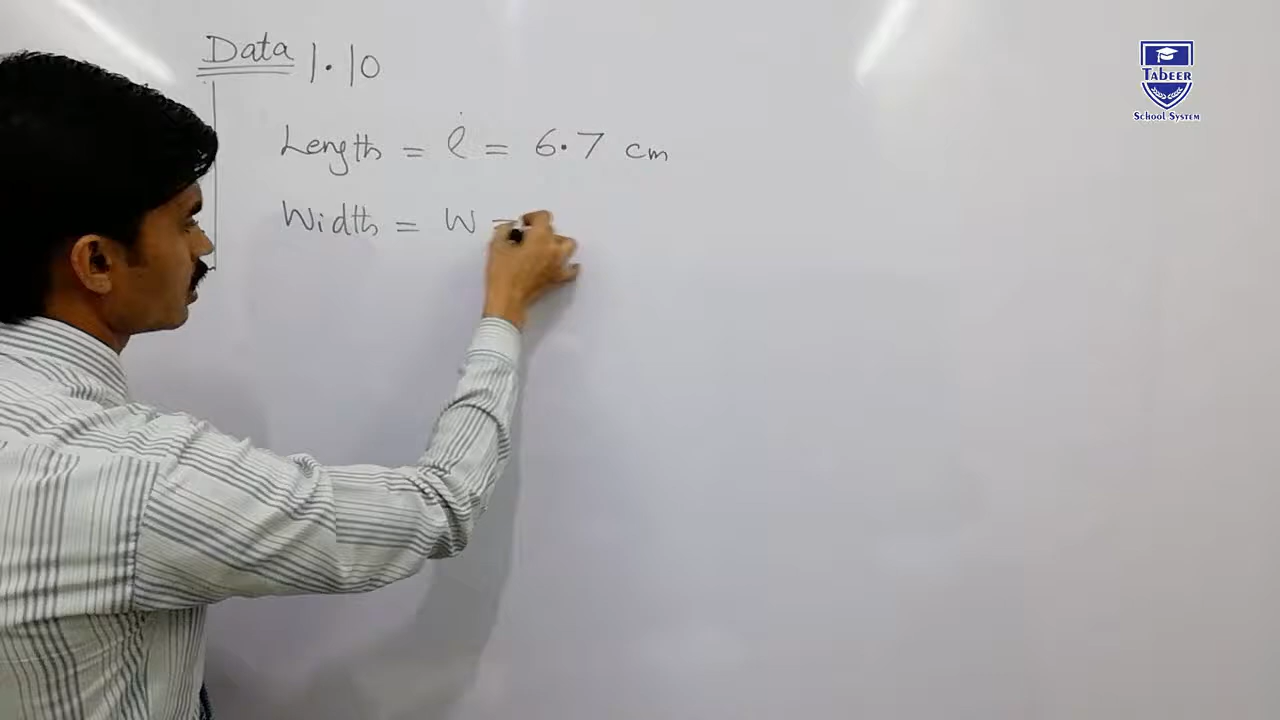 Data 1.10
Length = l = 6.7 cm
Width = W =
TabEER
School System